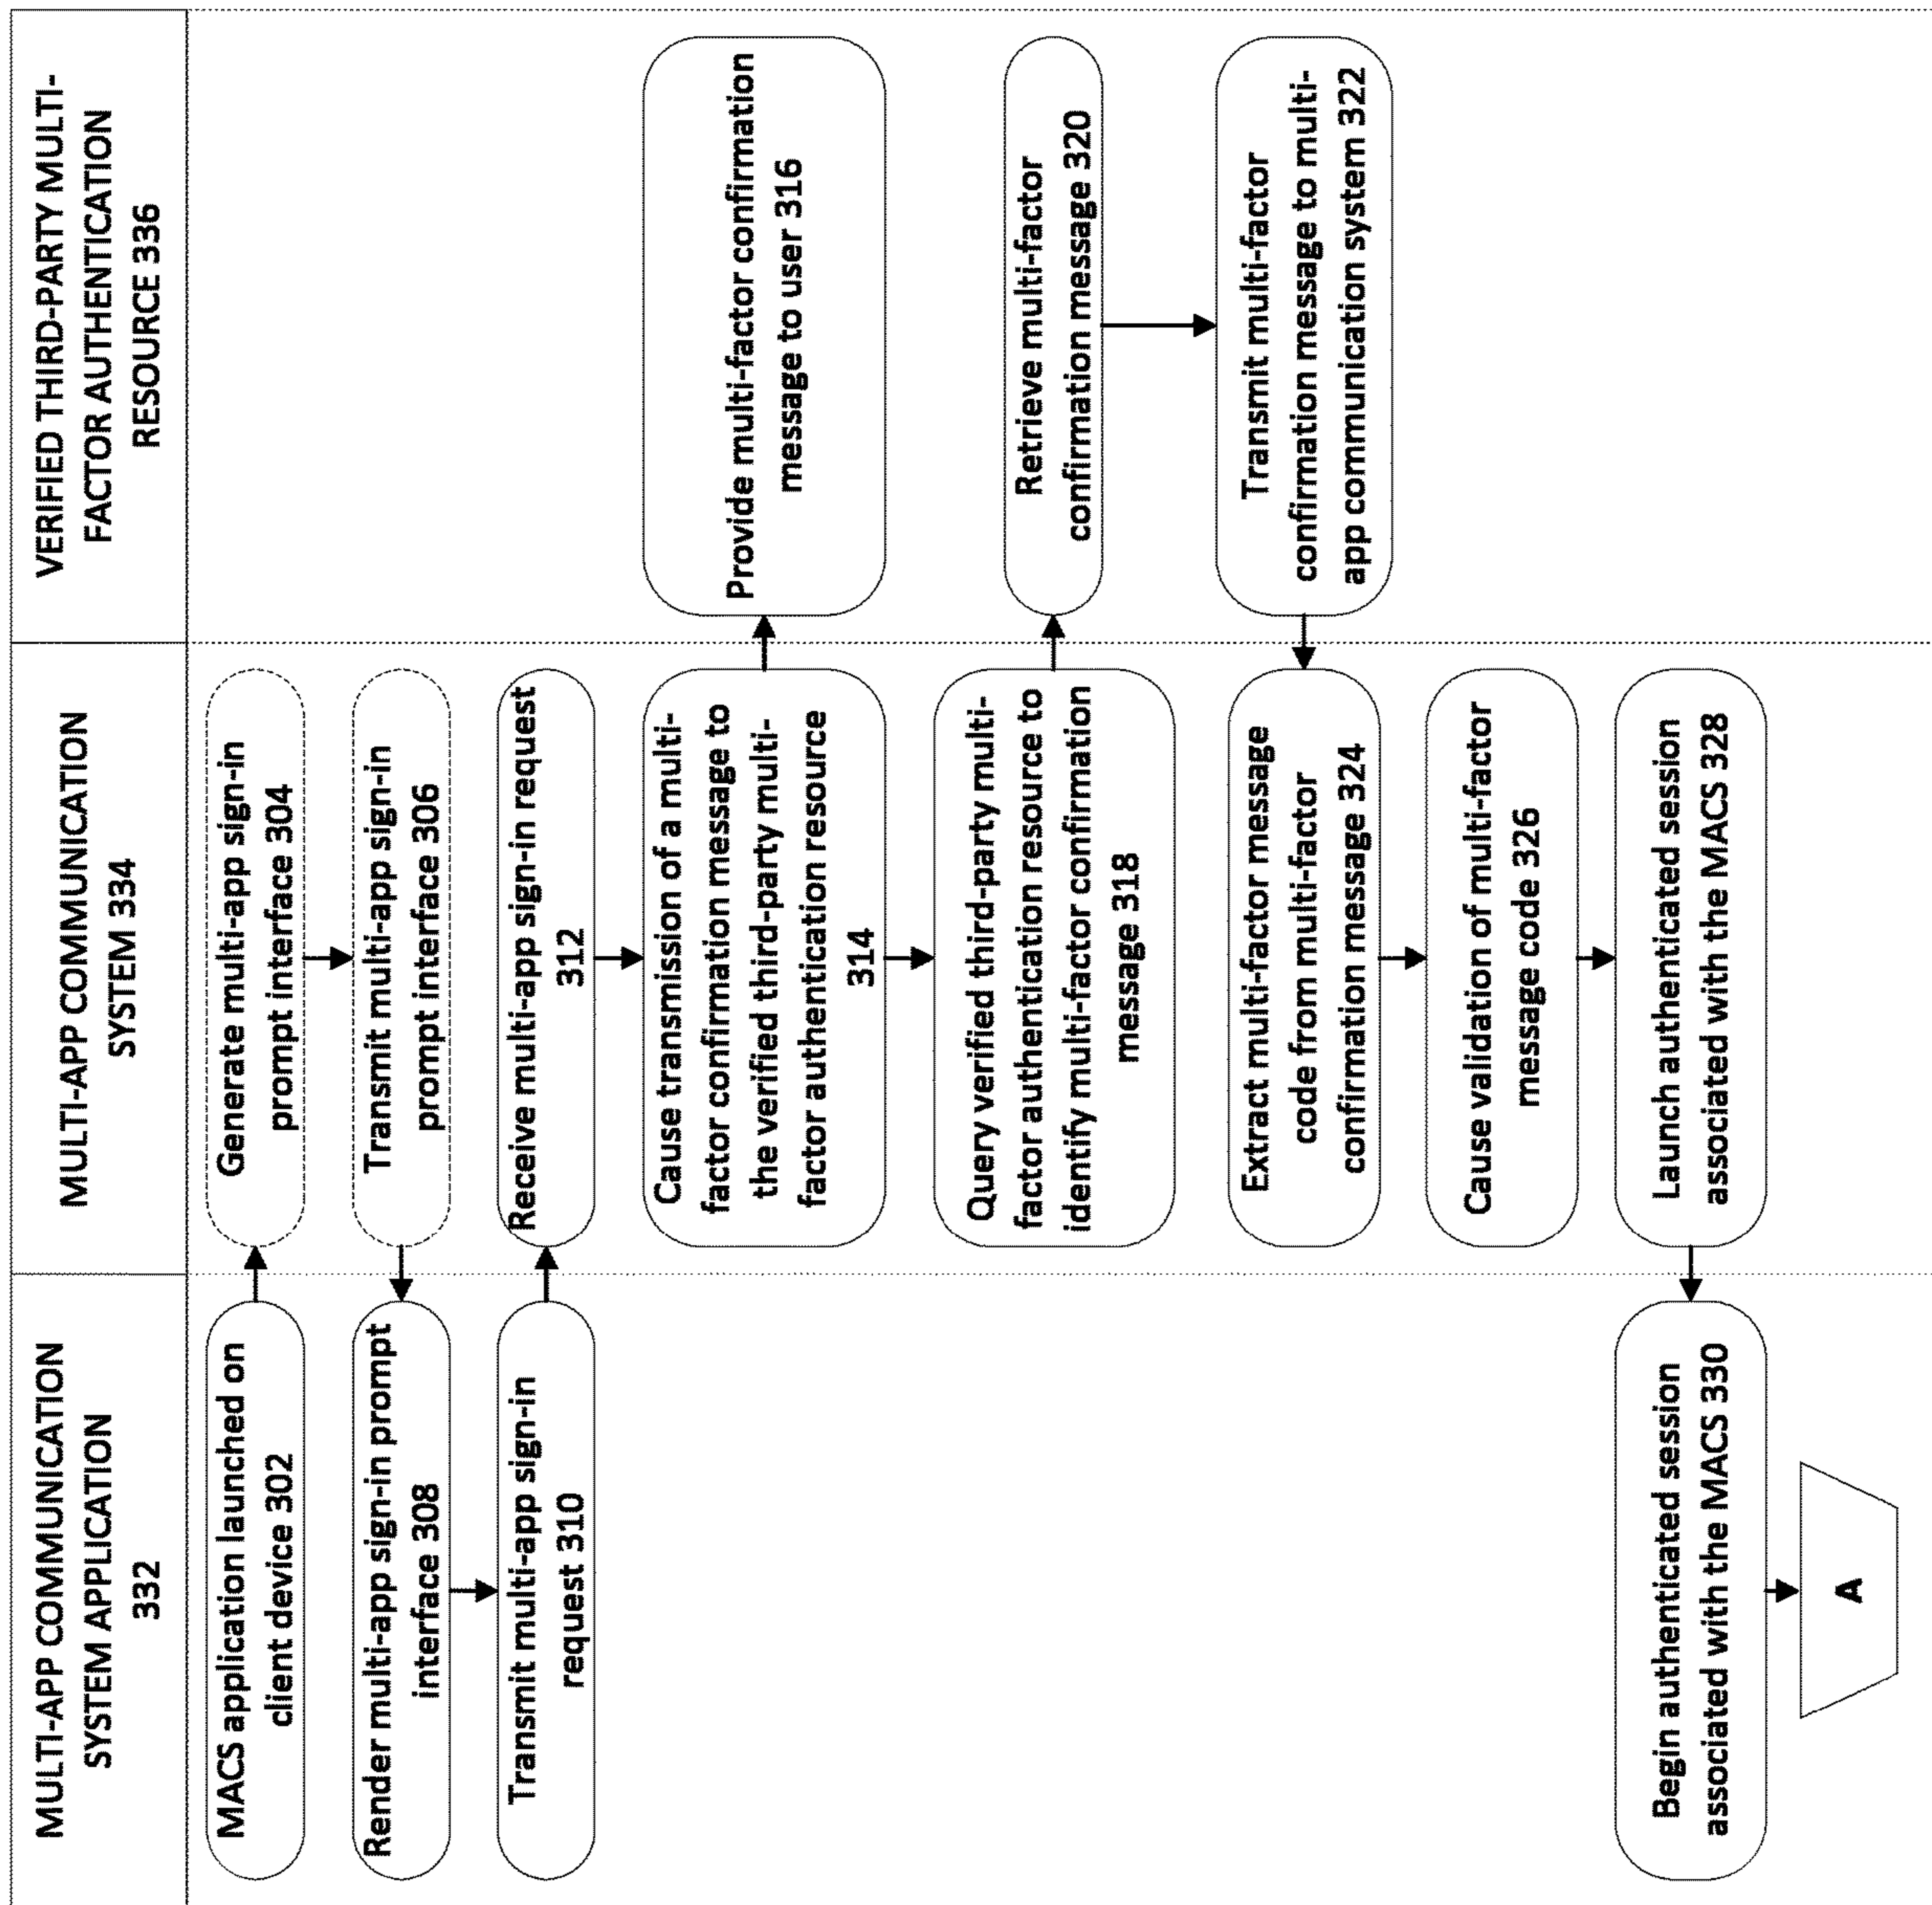 MULTI-APP COMMUNICATION
SYSTEM APPLICATION
332
MULTI-APP COMMUNICATION
SYSTEM 334
VERIFIED THIRD-PARTY MULTI-
FACTOR AUTHENTICATION
RESOURCE 336
MACS application launched on
client device 302
Generate multi-app sign-in
prompt interface 304
Transmit multi-app sign-in
prompt interface 306
Render multi-app sign-in prompt
interface 308
Transmit multi-app sign-in
request 310
Receive multi-app sign-in request
312
Cause transmission of a multi-
factor confirmation message to
the verified third-party multi-
factor authentication resource
314
Provide multi-factor confirmation
message to user 316
Query verified third-party multi-
factor authentication resource to
identify multi-factor confirmation
message 318
Retrieve multi-factor
confirmation message 320
Transmit multi-factor
confirmation message to multi-
app communication system 322
Extract multi-factor message
code from multi-factor
confirmation message 324
Cause validation of multi-factor
message code 326
Launch authenticated session
associated with the MACS 328
Begin authenticated session
associated with the MACS 330
A